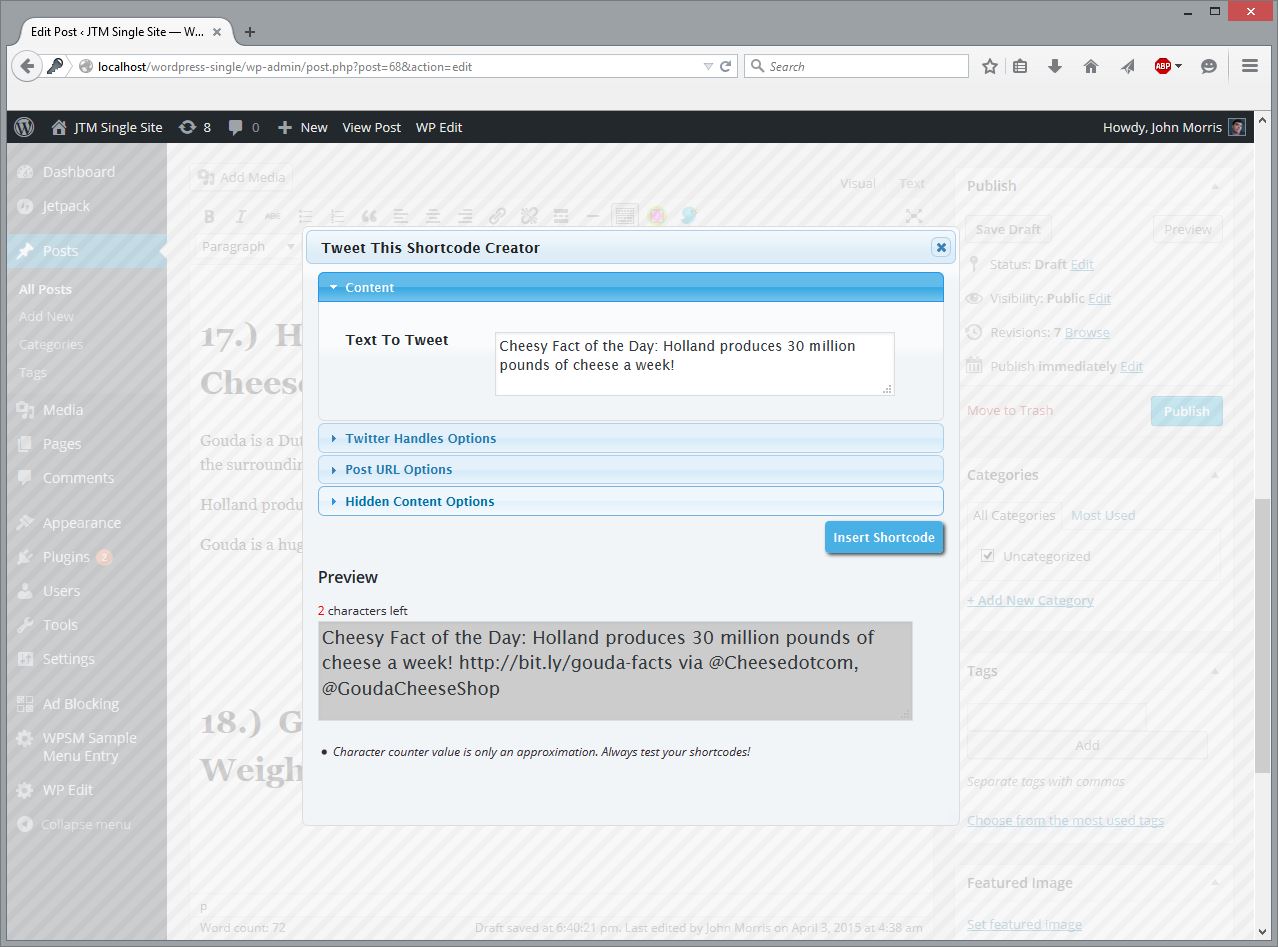 Edit Post ‹ JTM Single Site — W...
localhost/wordpress-single/wp-admin/post.php?post=68&action=edit
Search
ABP
JTM Single Site
8
0
New
View Post
WP Edit
Howdy, John Morris
Dashboard
Jetpack
Posts
All Posts
Add New
Categories
Tags
Media
Pages
Comments
Appearance
Plugins 2
Users
Tools
Settings
Ad Blocking
WPSM Sample
Menu Entry
WP Edit
Collapse menu
Add Media
Visual
Text
B I ABC
Paragraph
17.) H
Cheese
Gouda is a Dut
the surroundin
Holland produ
Gouda is a hug
18.) G
Weigh
p
Word count: 72
Draft saved at 6:40:21 pm. Last edited by John Morris on April 3, 2015 at 4:38 am
Tweet This Shortcode Creator
Content
Text To Tweet
Cheesy Fact of the Day: Holland produces 30 million
pounds of cheese a week!
Twitter Handles Options
Post URL Options
Hidden Content Options
Insert Shortcode
Preview
2 characters left
Cheesy Fact of the Day: Holland produces 30 million pounds of
cheese a week! http://bit.ly/gouda-facts via @Cheesedotcom,
@GoudaCheeseShop
Character counter value is only an approximation. Always test your shortcodes!
Publish
Save Draft
Preview
Status: Draft Edit
Visibility: Public Edit
Revisions: 7 Browse
Publish immediately Edit
Move to Trash
Publish
Categories
All Categories
Most Used
Uncategorized
+ Add New Category
Tags
Add
Separate tags with commas
Choose from the most used tags
Featured Image
Set featured image